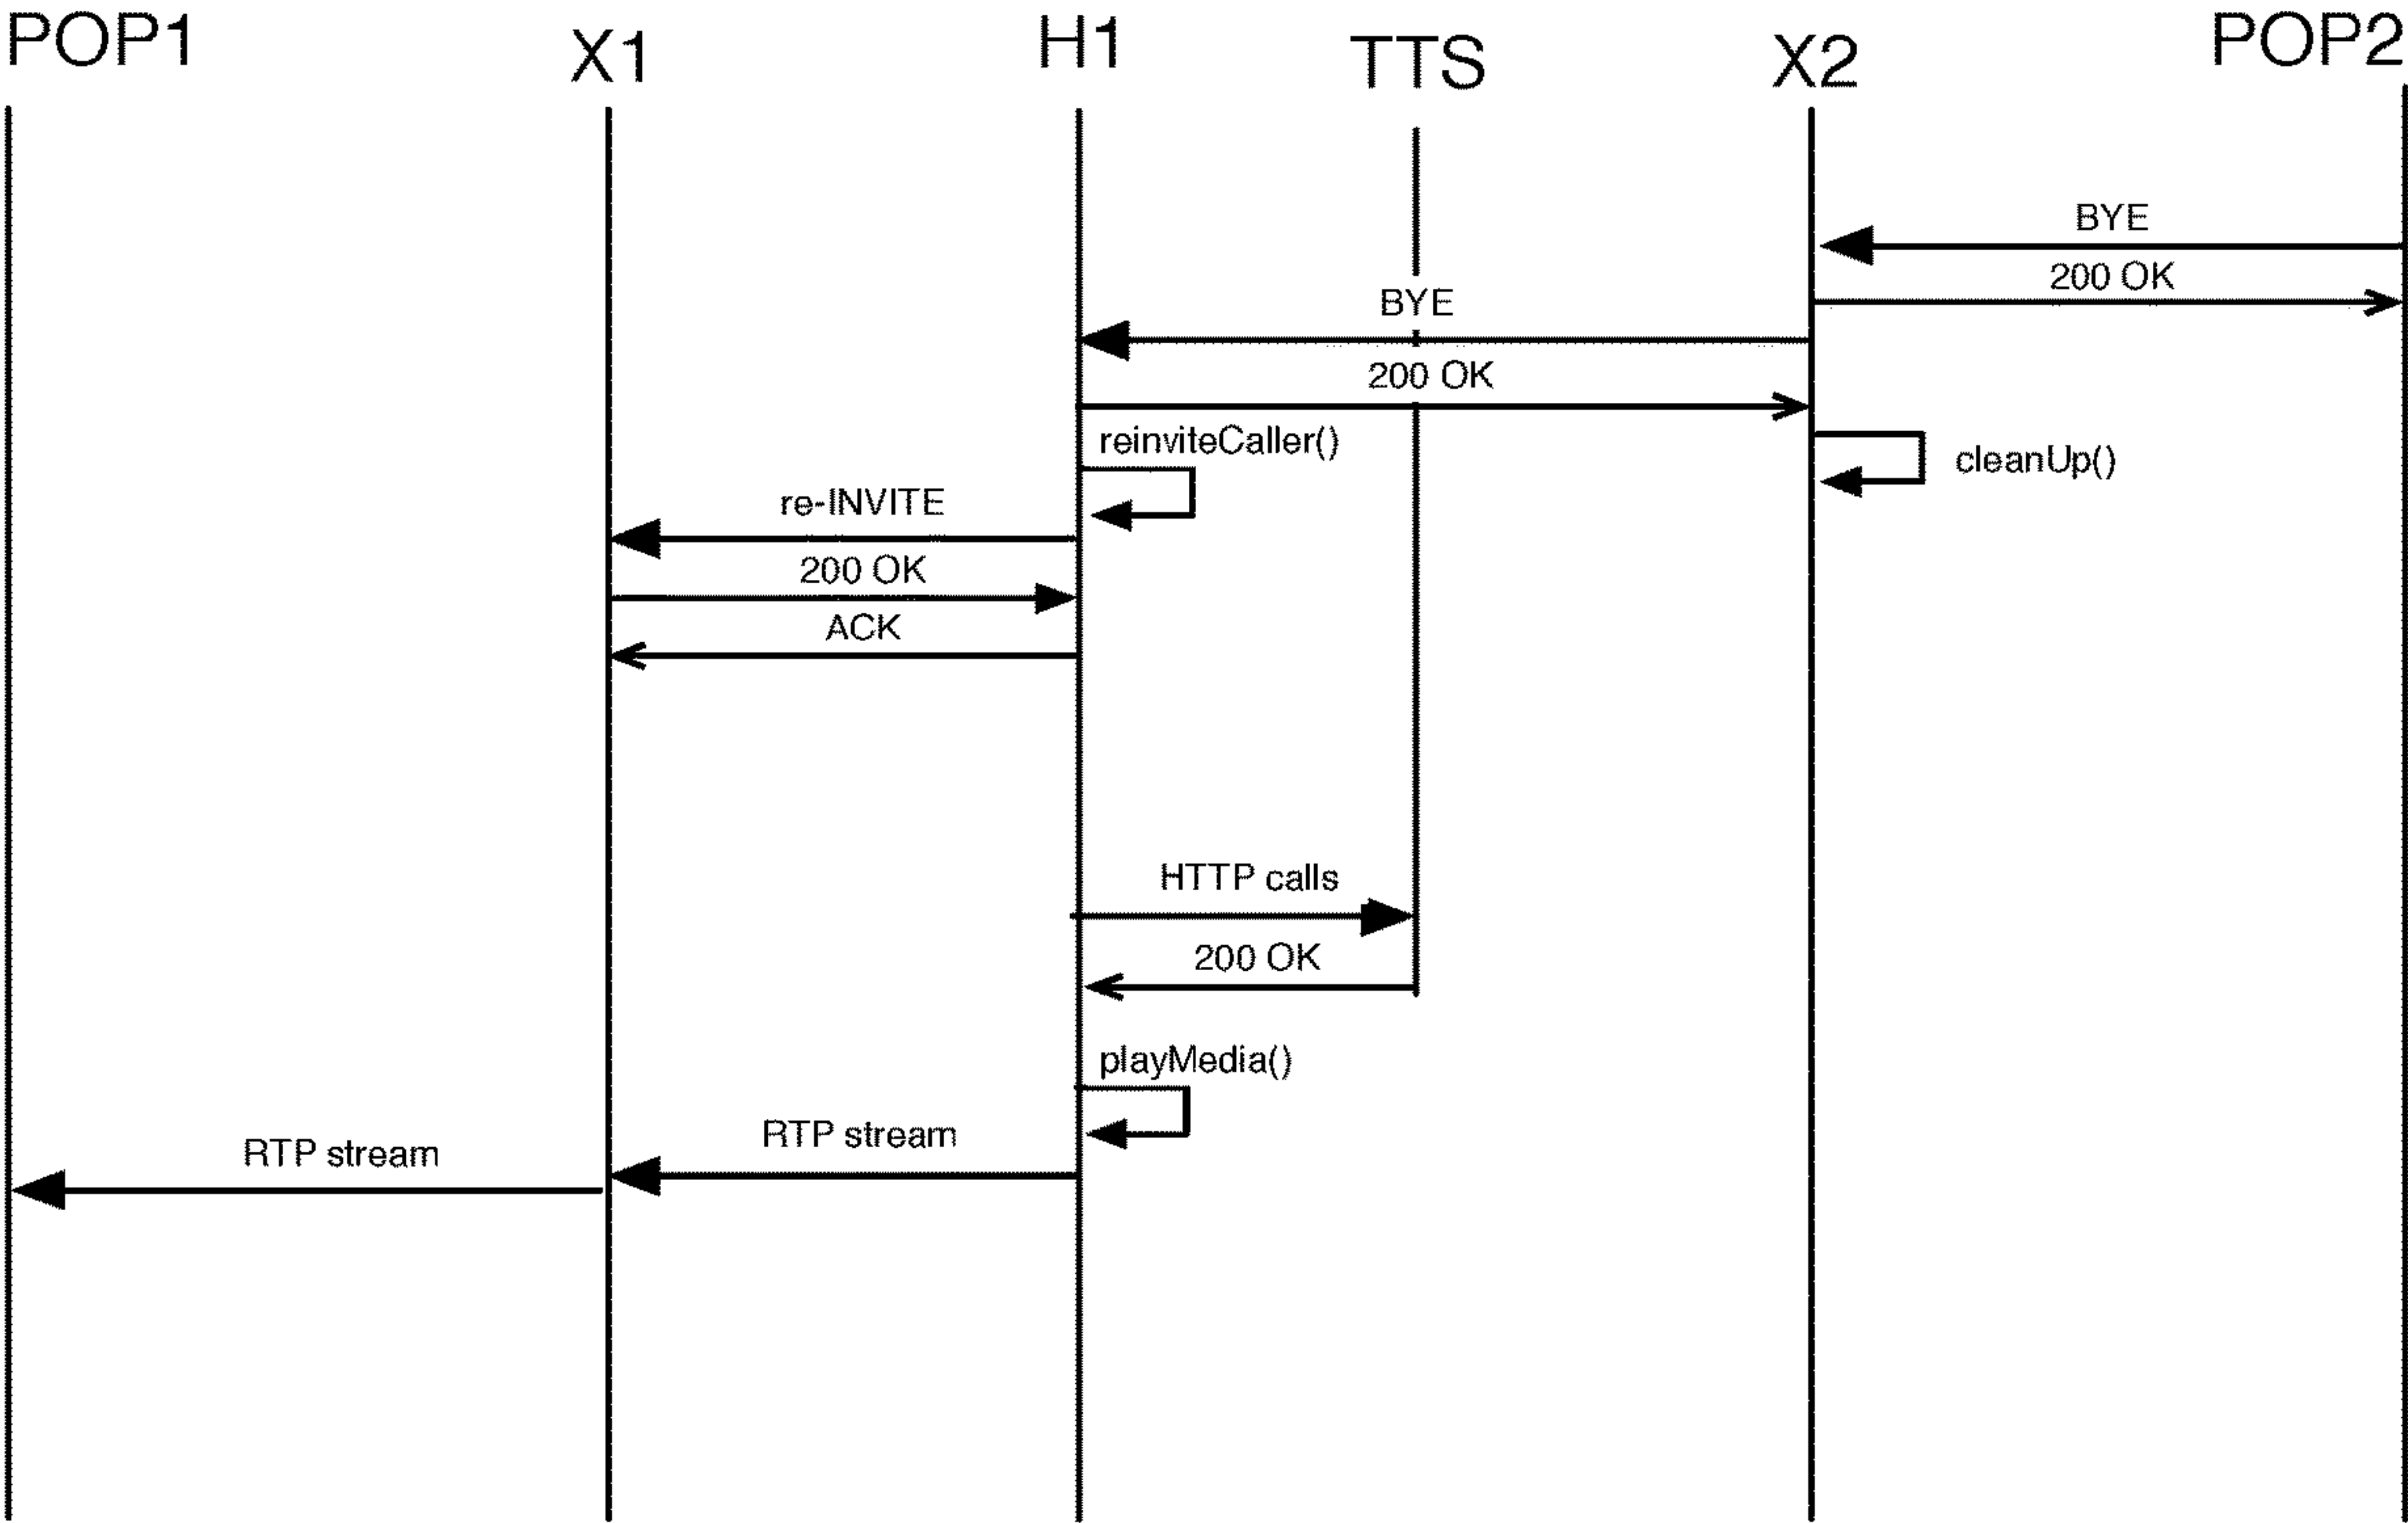 POP1
X1
H1
TTS
X2
POP2
BYE
200 OK
BYE
200 OK
reinviteCaller()
cleanUp()
re-INVITE
200 OK
ACK
HTTP calls
200 OK
playMedia()
RTP stream
RTP stream